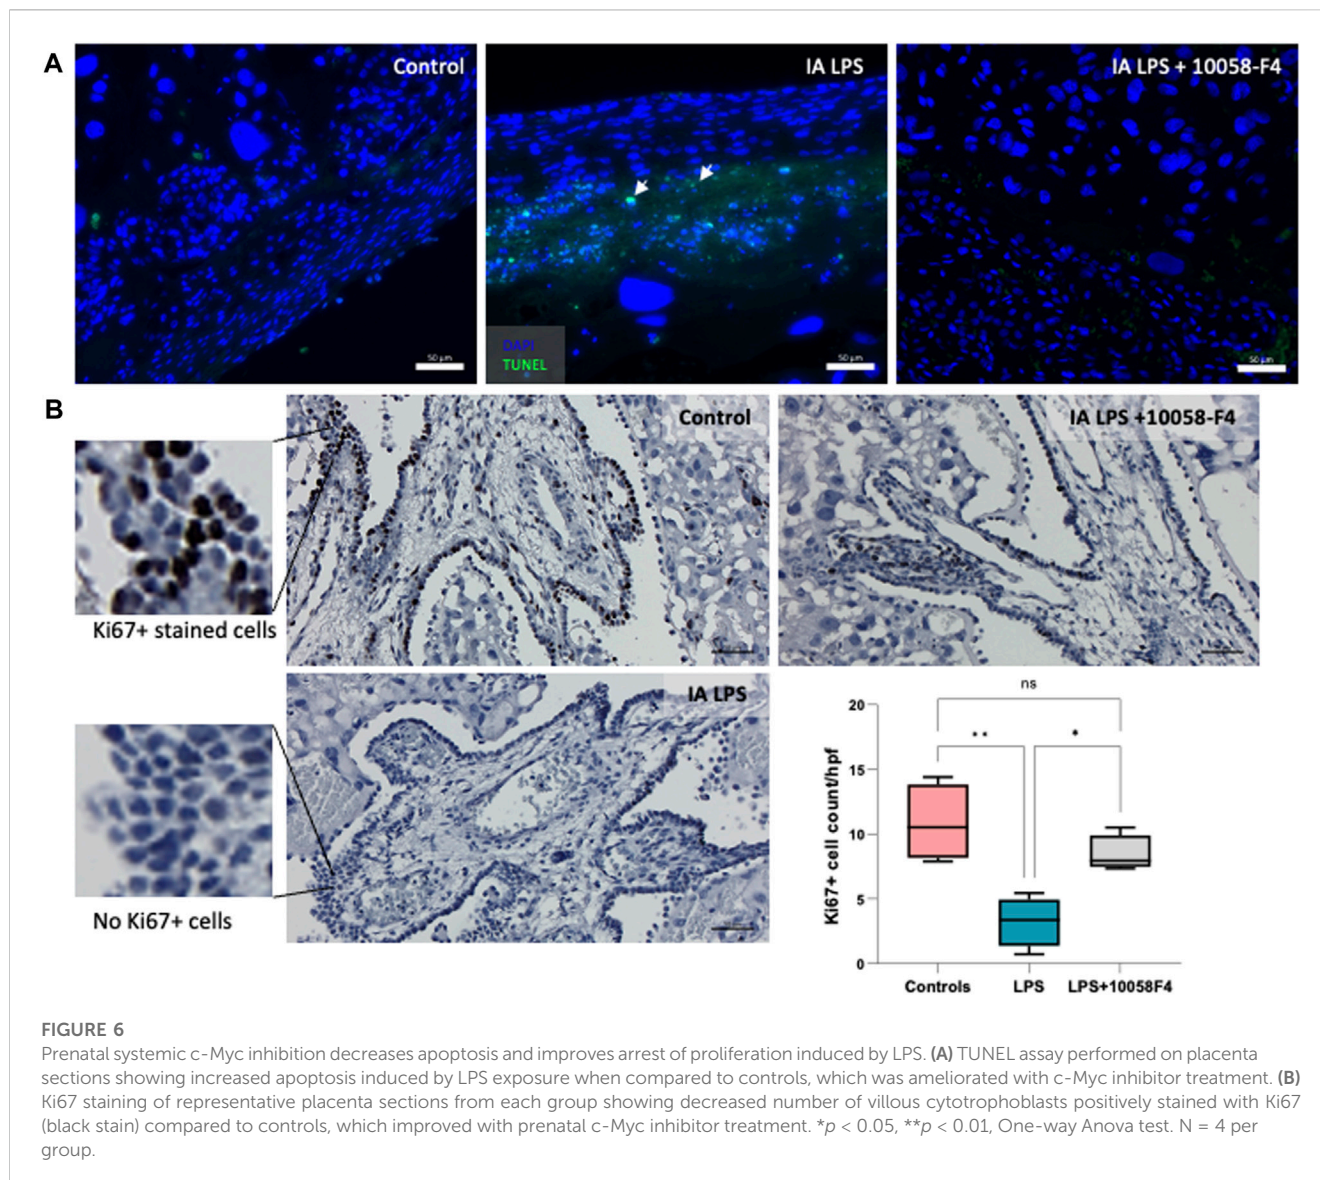 A
Control
IA LPS
IA LPS + 10058-F4
DAPI
TUNEL
50 µm
50 µm
50 µm
B
Control
IA LPS +10058-F4
Ki67+ stained cells
IA LPS
No Ki67+ cells
ns
**
*
20
15
10
5
0
Ki67+ cell count/hpf
Controls
LPS
LPS+10058F4
FIGURE 6
Prenatal systemic c-Myc inhibition decreases apoptosis and improves arrest of proliferation induced by LPS. (A) TUNEL assay performed on placenta
sections showing increased apoptosis induced by LPS exposure when compared to controls, which was ameliorated with c-Myc inhibitor treatment. (B)
Ki67 staining of representative placenta sections from each group showing decreased number of villous cytotrophoblasts positively stained with Ki67
(black stain) compared to controls, which improved with prenatal c-Myc inhibitor treatment. *p < 0.05, **p < 0.01, One-way Anova test. N = 4 per
group.